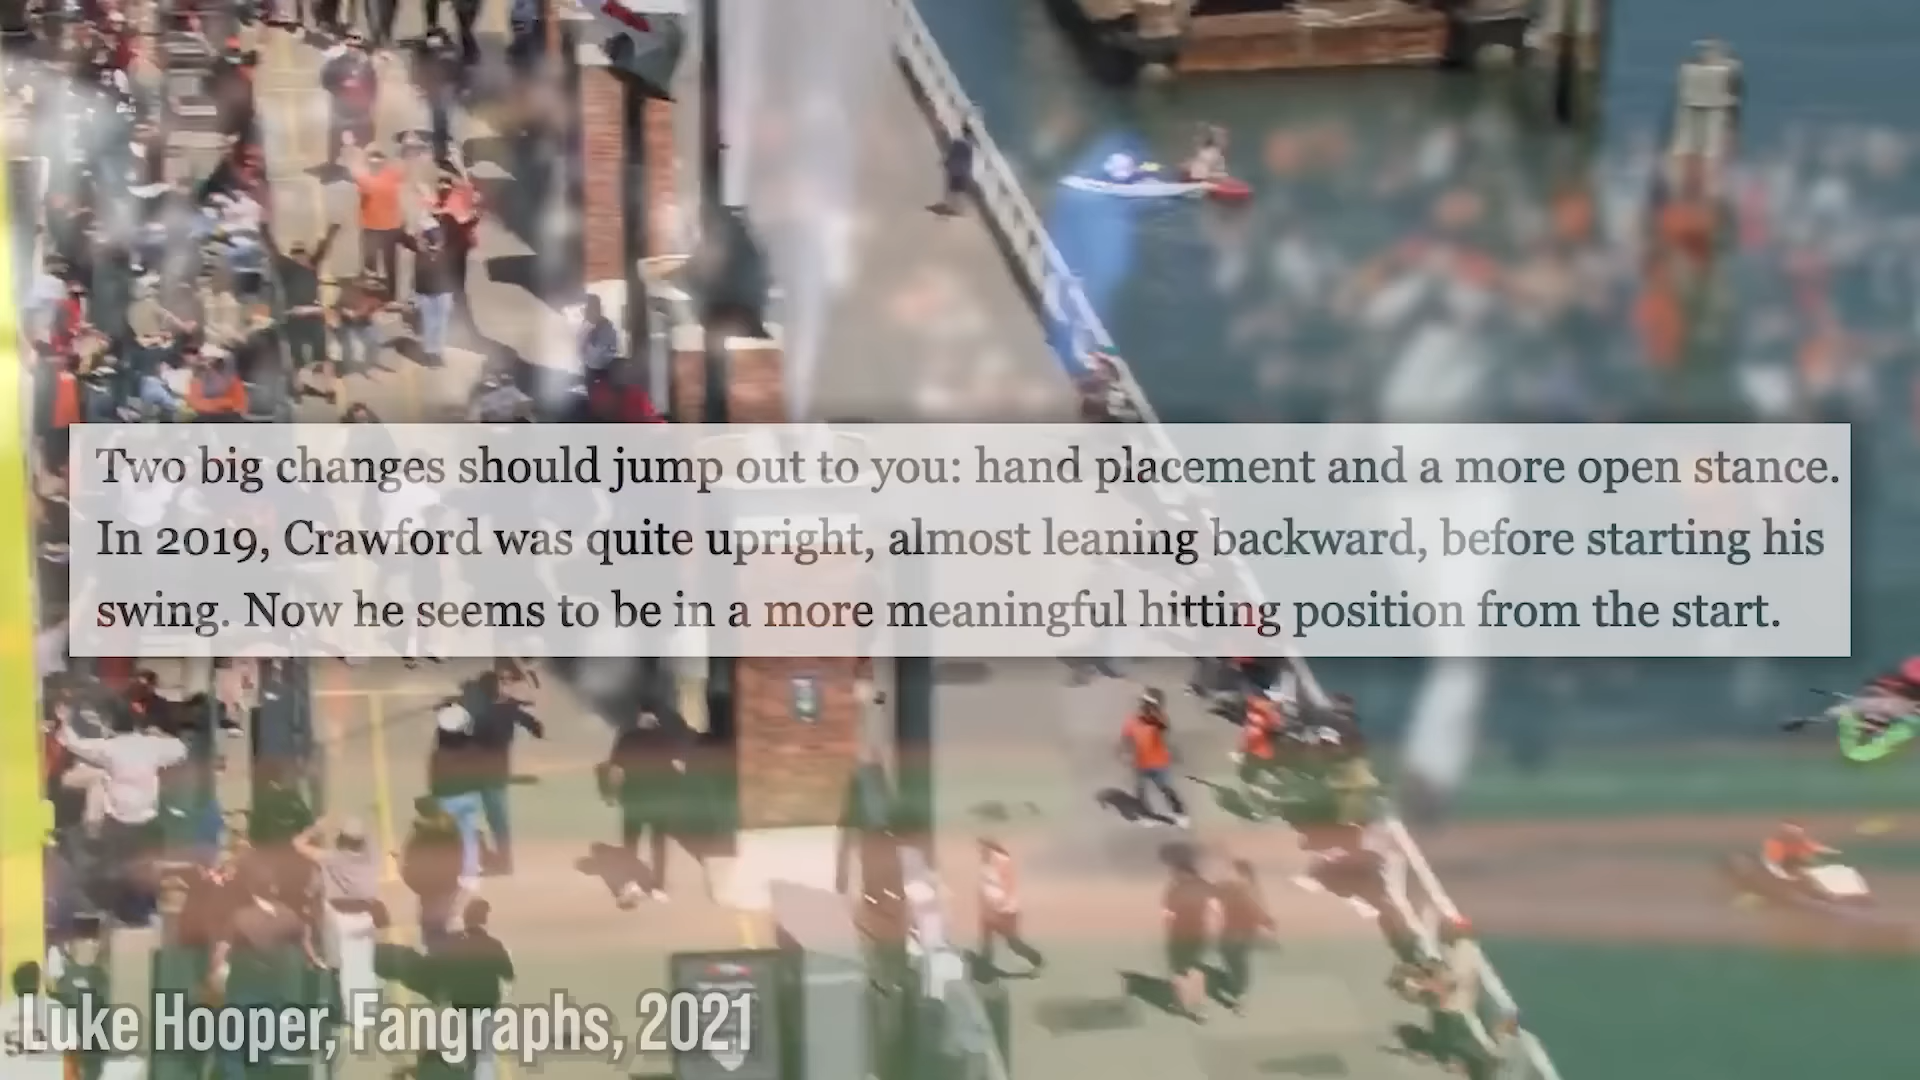 Two big changes should jump out to you: hand placement and a more open stance.
In 2019, Crawford was quite upright, almost leaning backward, before starting his
swing. Now he seems to be in a more meaningful hitting position from the start.
Luke Hooper, Fangraphs, 2021